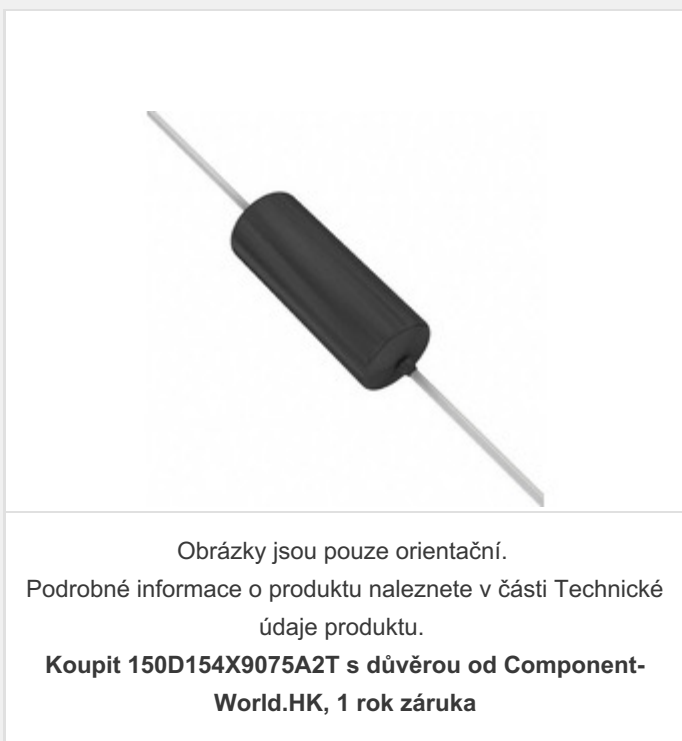 Obrázky jsou pouze orientační.
Podrobné informace o produktu naleznete v části Technické
údaje produktu.
Koupit 150D154X9075A2T s důvěrou od Component-
World.HK, 1 rok záruka